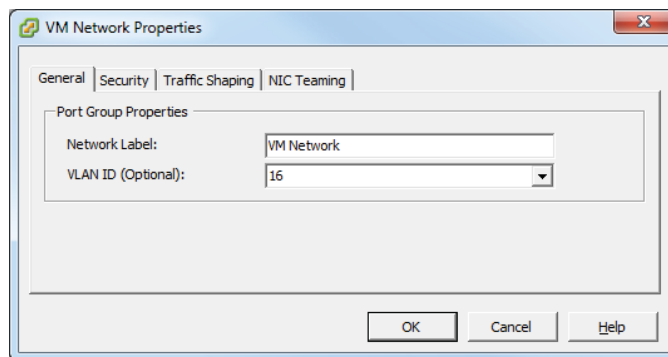 VM Network Properties
General Security Traffic Shaping NIC Teaming
Port Group Properties
Network Label: VM Network
VLAN ID (Optional): 16
OK Cancel Help